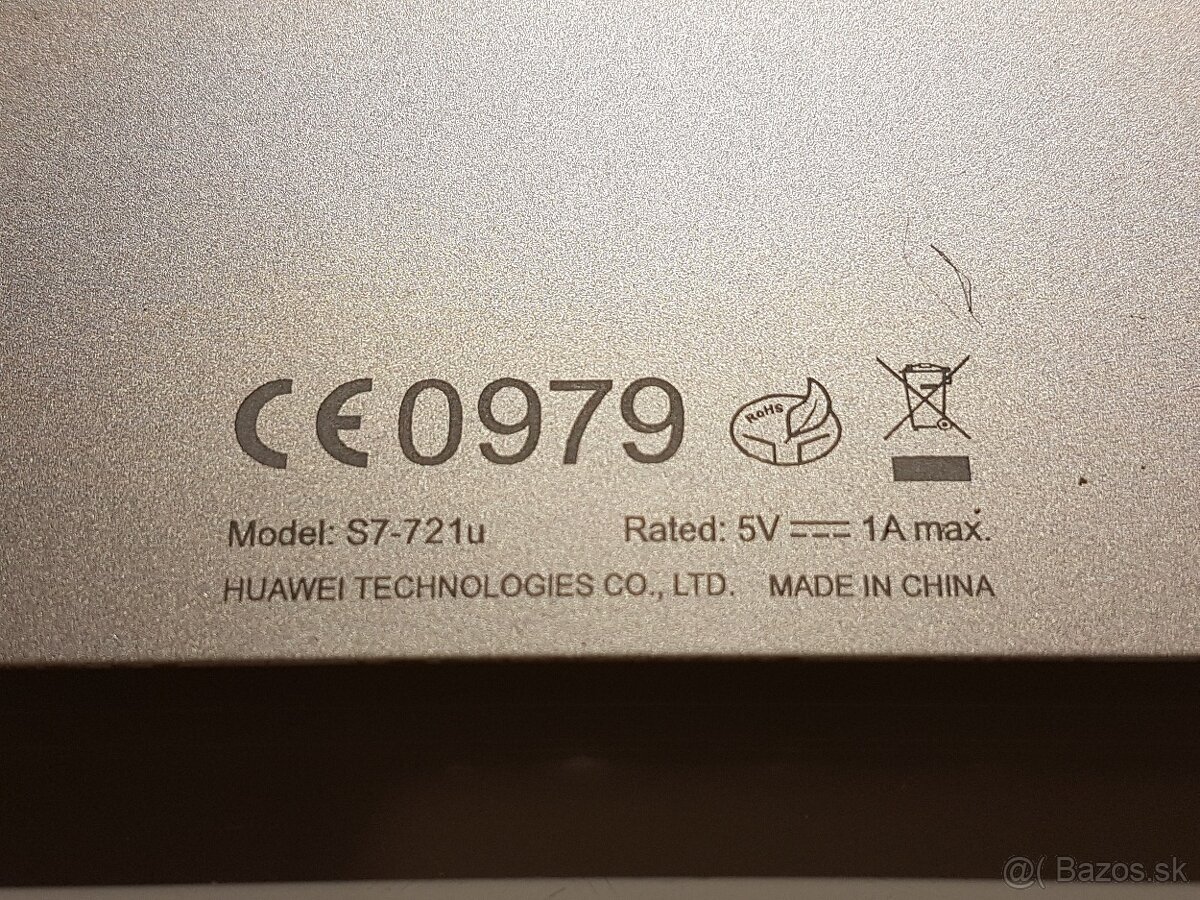 CE0979 RoHS
Model: S7-721u Rated: 5V ⎓ 1A max.
HUAWEI TECHNOLOGIES CO., LTD. MADE IN CHINA
@( Bazos.sk